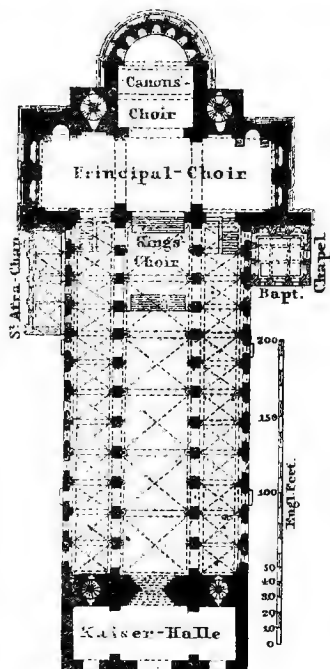 Canons'
Choir
Principal-Choir
Kings
Choir
St Afra Chap.
Bapt.
Chapel
200
150
100
50
40
30
20
10
0
Engl. Feet.
Kaiser-Halle